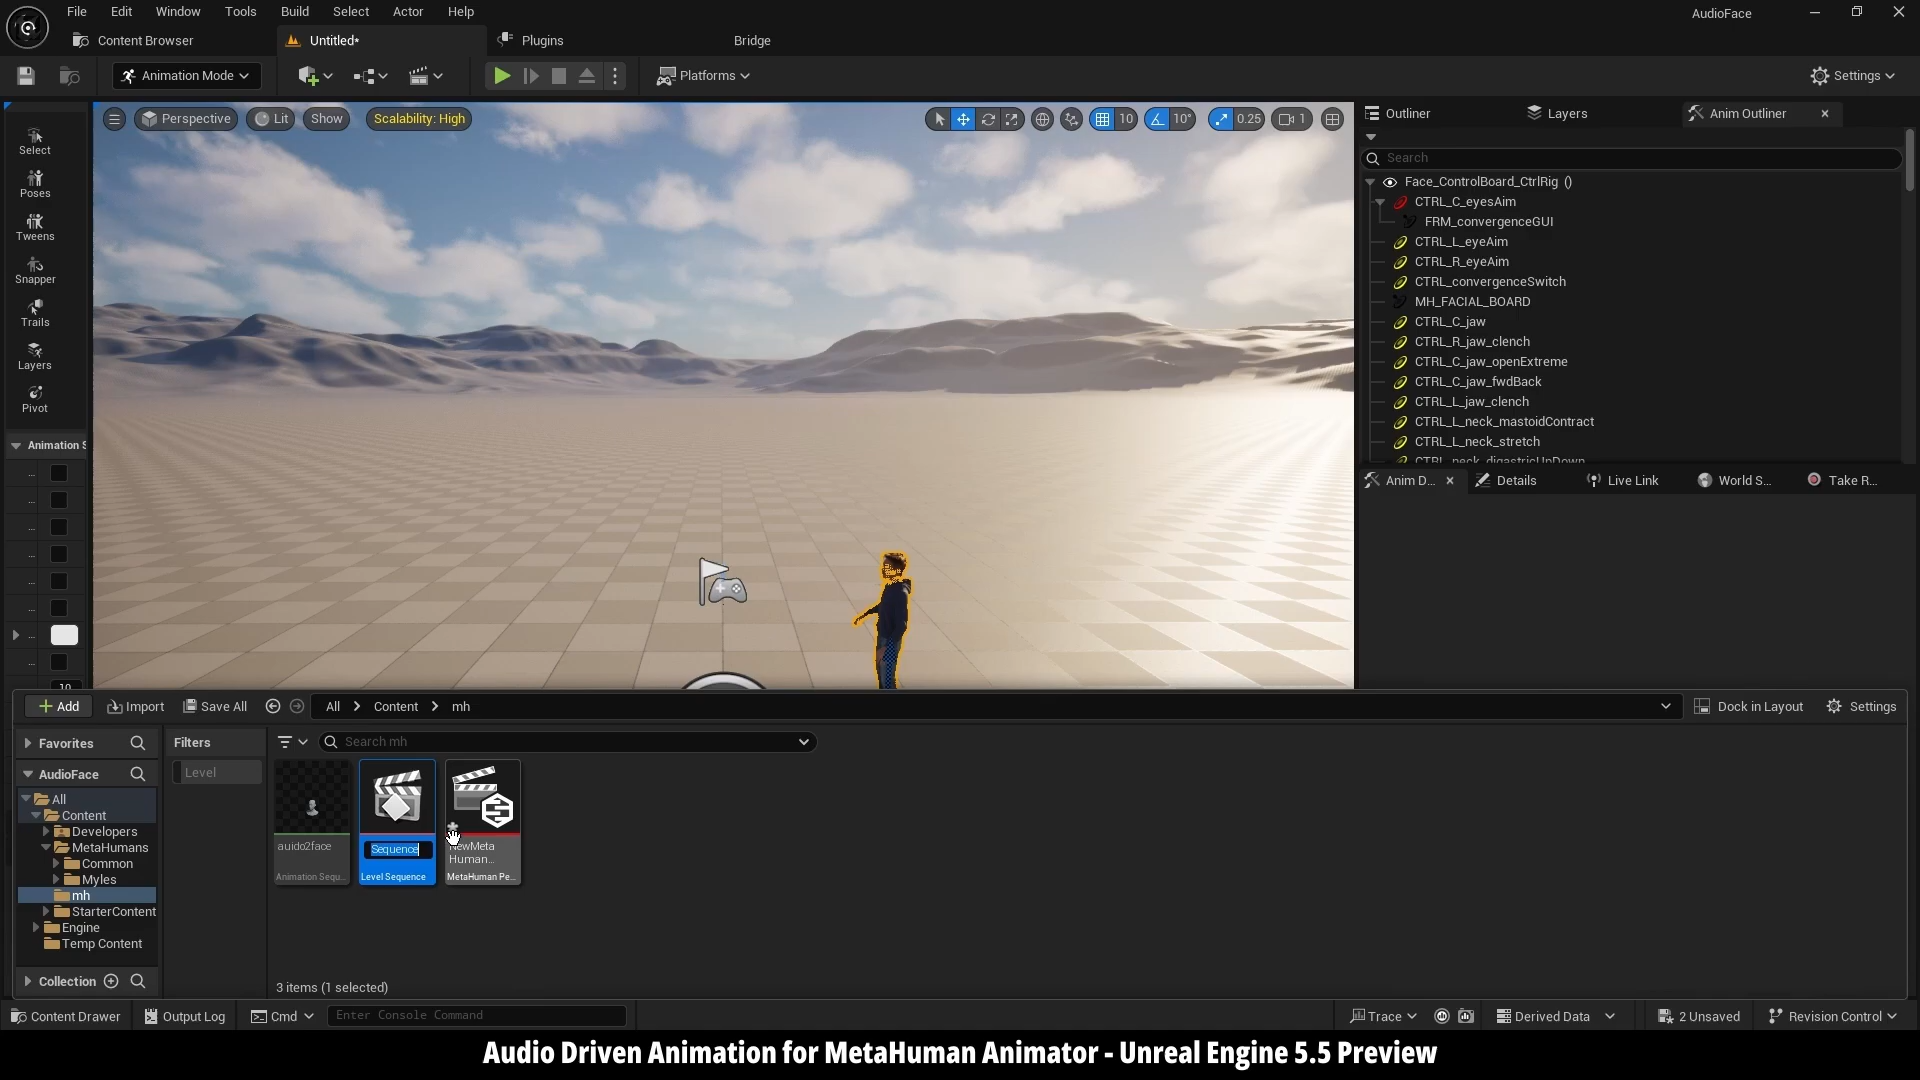 File Edit Window Tools Build Select Actor Help
AudioFace
Content Browser
Untitled*
Plugins
Bridge
Animation Mode
Platforms
Settings
Select
Poses
Tweens
Snapper
Trails
Layers
Pivot
Animation S
10
Perspective
Lit
Show
Scalability: High
10
10°
0.25
1
Outliner
Layers
Anim Outliner
Search
Face_ControlBoard_CtrlRig ()
CTRL_C_eyesAim
FRM_convergenceGUI
CTRL_L_eyeAim
CTRL_R_eyeAim
CTRL_convergenceSwitch
MH_FACIAL_BOARD
CTRL_C_jaw
CTRL_R_jaw_clench
CTRL_C_jaw_openExtreme
CTRL_C_jaw_fwdBack
CTRL_L_jaw_clench
CTRL_L_neck_mastoidContract
CTRL_L_neck_stretch
CTRL_neck_digastricUpDown
Anim D...
Details
Live Link
World S...
Take R...
Add
Import
Save All
All
Content
mh
Dock in Layout
Settings
Favorites
AudioFace
All
Content
Developers
MetaHumans
Common
Myles
mh
StarterContent
Engine
Temp Content
Collection
Filters
Level
Search mh
auido2face
Animation Sequ...
Sequence
Level Sequence
NewMeta
Human...
MetaHuman Pe...
3 items (1 selected)
Content Drawer
Output Log
Cmd
Enter Console Command
Trace
Derived Data
2 Unsaved
Revision Control
Audio Driven Animation for MetaHuman Animator - Unreal Engine 5.5 Preview